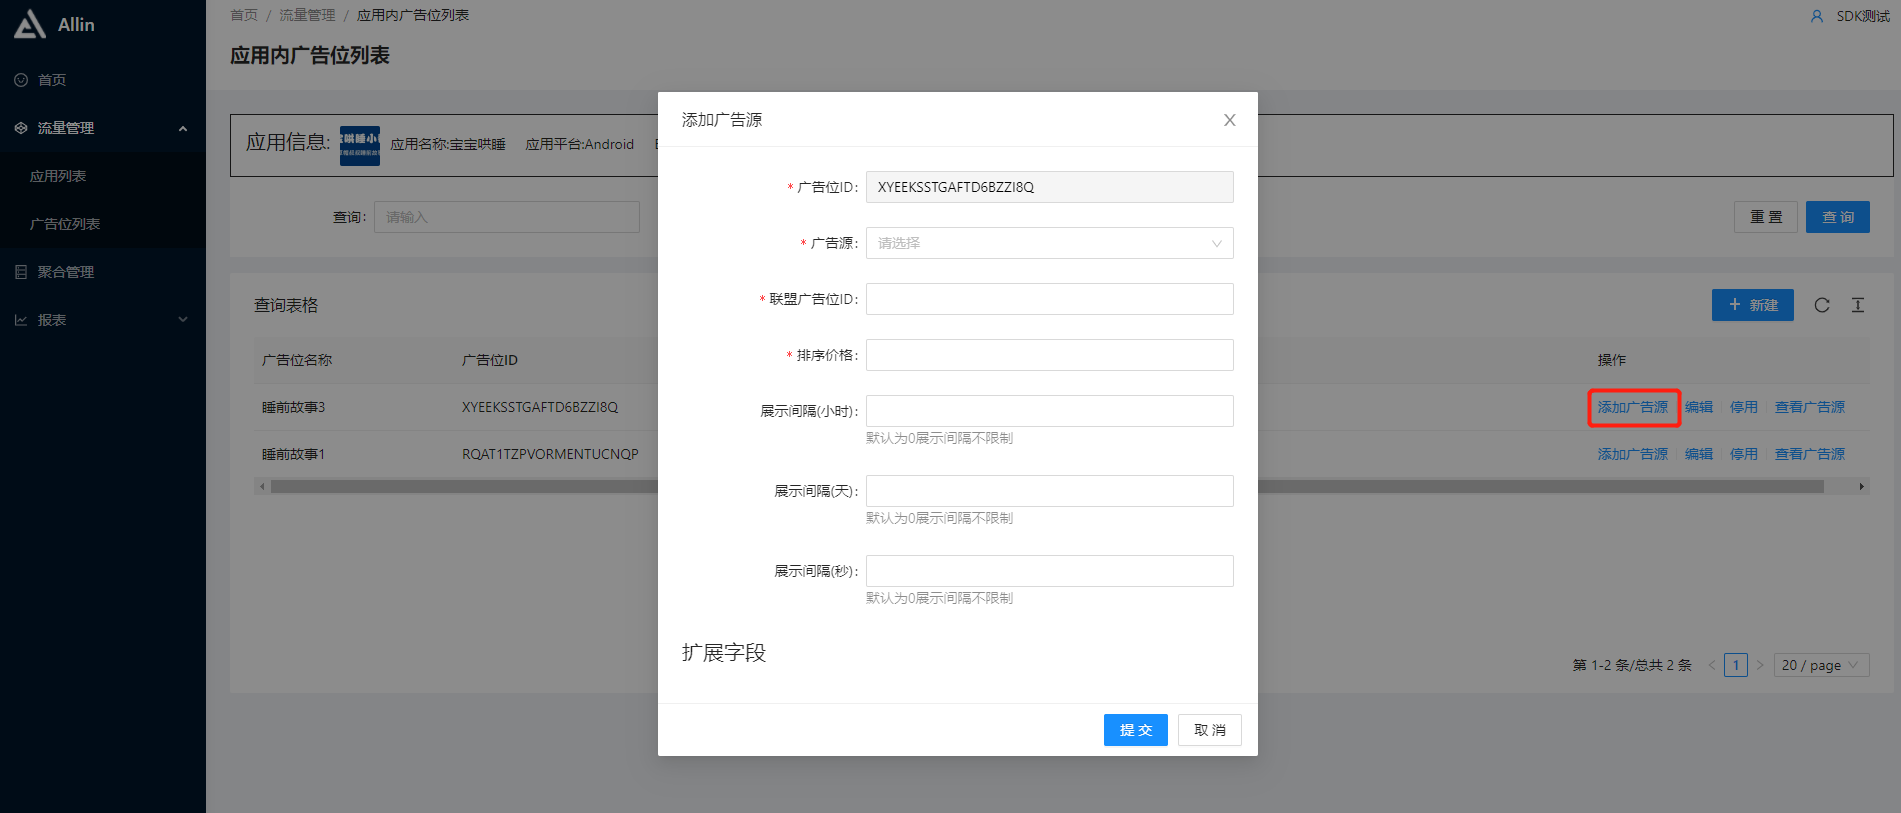 Allin
首页 / 流量管理 / 应用内广告位列表
SDK测试
应用内广告位列表
首页
流量管理
应用列表
广告位列表
聚合管理
报表
应用信息: 应用名称:宝宝哄睡 应用平台:Android
查询: 请输入
重 置 查 询
查询表格
+ 新建
广告位名称 广告位ID 操作
睡前故事3 XYEEKSSTGAFTD6BZZI8Q 添加广告源 编辑 停用 查看广告源
睡前故事1 RQAT1TZPVORMENTUCNQP 添加广告源 编辑 停用 查看广告源
第 1-2 条/总共 2 条 < 1 > 20 / page
添加广告源
* 广告位ID: XYEEKSSTGAFTD6BZZI8Q
* 广告源: 请选择
* 联盟广告位ID:
* 排序价格:
展示间隔(小时):
默认为0展示间隔不限制
展示间隔(天):
默认为0展示间隔不限制
展示间隔(秒):
默认为0展示间隔不限制
扩展字段
提 交 取 消